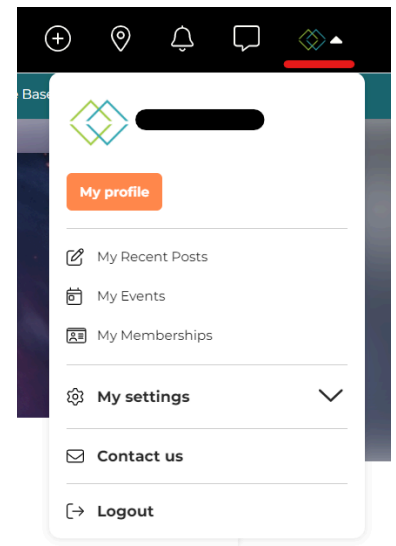 Base
My profile
My Recent Posts
My Events
My Memberships
My settings
Contact us
Logout